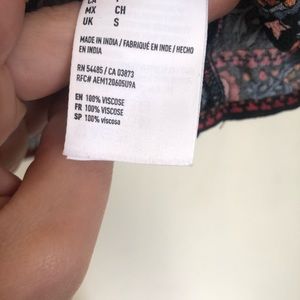 MX CH
UK S
MADE IN INDIA / FABRIQUÉ EN INDE / HECHO
EN INDIA
RN 54485 / CA 03873
RFC# AEM120605U9A
EN 100% VISCOSE
FR 100% VISCOSE
SP 100% viscosa